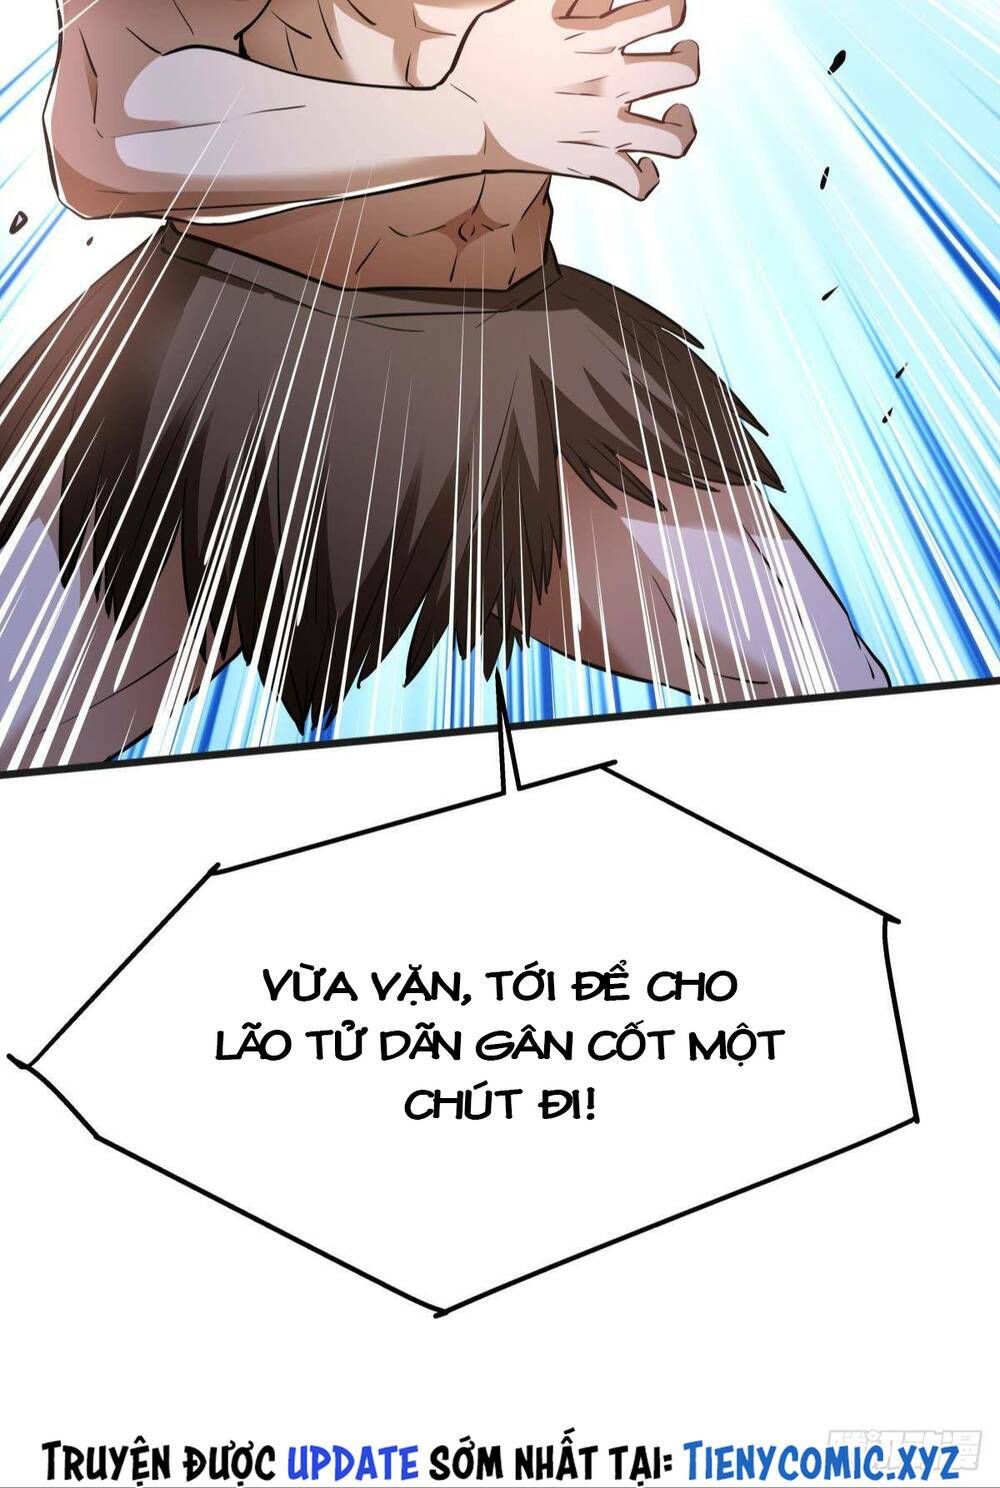 VỪA VẶN, TỚI ĐỂ CHO
LÃO TỬ DÃN GÂN CỐT MỘT
CHÚT ĐI!
TRUYỆN ĐƯỢC UPDATE SỚM NHẤT TẠI: TIENYCOMIC.XYZ